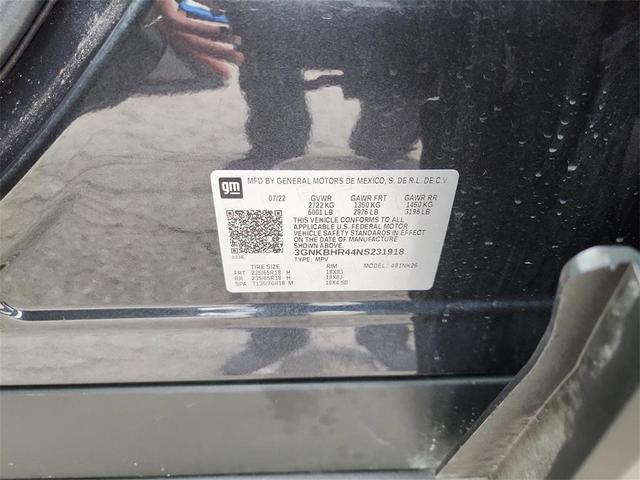 gm MFD BY GENERAL MOTORS DE MEXICO, S. DE R.L. DE C.V.
07/22 GVWR GAWR FRT GAWR RR
2722 KG 1350 KG 1450 KG
6001 LB 2976 LB 3196 LB
THIS VEHICLE CONFORMS TO ALL
APPLICABLE U.S. FEDERAL MOTOR
VEHICLE SAFETY STANDARDS IN EFFECT
ON THE DATE OF MANUFACTURE
SHOWN ABOVE.
3GNKBHR44NS231918
TYPE: MPV MODEL: 481NK26
RIM
FRT 235/65R18 H 18X8J
RR 235/65R18 H 18X8J
SPA T135/70R18 M 18X4.5B